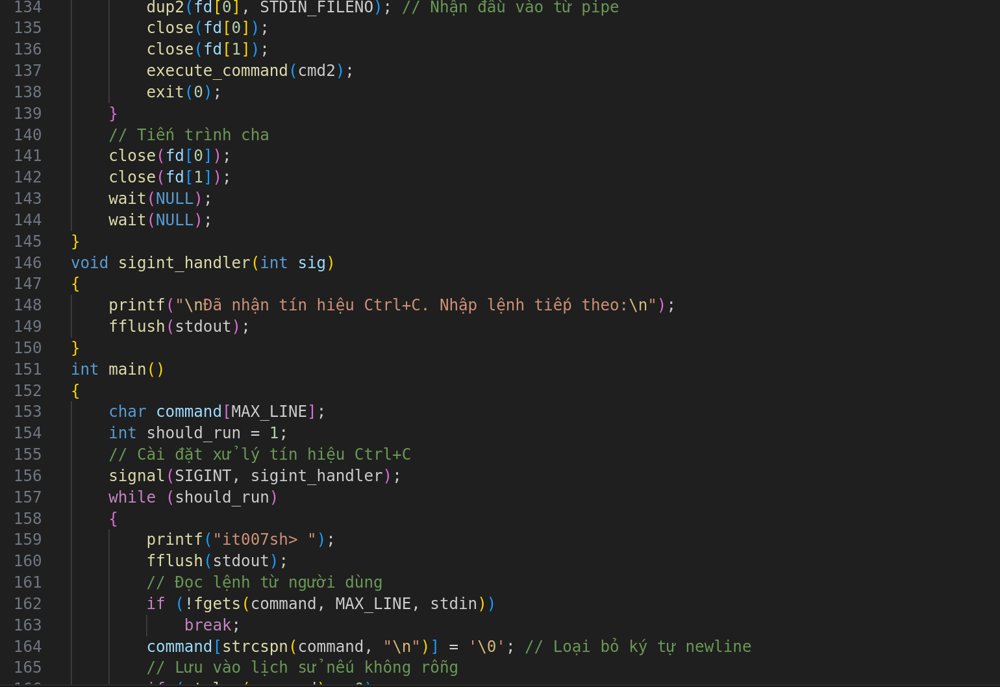 134 dup2(fd[0], STDIN_FILENO); // Nhận đầu vào từ pipe
135 close(fd[0]);
136 close(fd[1]);
137 execute_command(cmd2);
138 exit(0);
139 }
140 // Tiến trình cha
141 close(fd[0]);
142 close(fd[1]);
143 wait(NULL);
144 wait(NULL);
145 }
146 void sigint_handler(int sig)
147 {
148 printf("\nĐã nhận tín hiệu Ctrl+C. Nhập lệnh tiếp theo:\n");
149 fflush(stdout);
150 }
151 int main()
152 {
153 char command[MAX_LINE];
154 int should_run = 1;
155 // Cài đặt xử lý tín hiệu Ctrl+C
156 signal(SIGINT, sigint_handler);
157 while (should_run)
158 {
159 printf("it007sh> ");
160 fflush(stdout);
161 // Đọc lệnh từ người dùng
162 if (!fgets(command, MAX_LINE, stdin))
163 break;
164 command[strcspn(command, "\n")] = '\0'; // Loại bỏ ký tự newline
165 // Lưu vào lịch sử nếu không rỗng